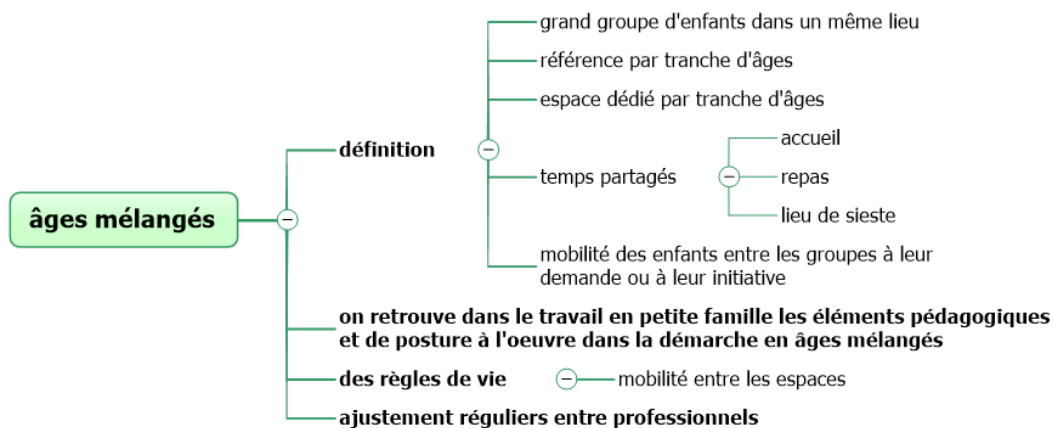 grand groupe d'enfants dans un même lieu
référence par tranche d'âges
espace dédié par tranche d'âges
accueil
définition
temps partagés
repas
lieu de sieste
âges mélangés
mobilité des enfants entre les groupes à leur
demande ou à leur initiative
on retrouve dans le travail en petite famille les éléments pédagogiques
et de posture à l'oeuvre dans la démarche en âges mélangés
des règles de vie
mobilité entre les espaces
ajustement réguliers entre professionnels